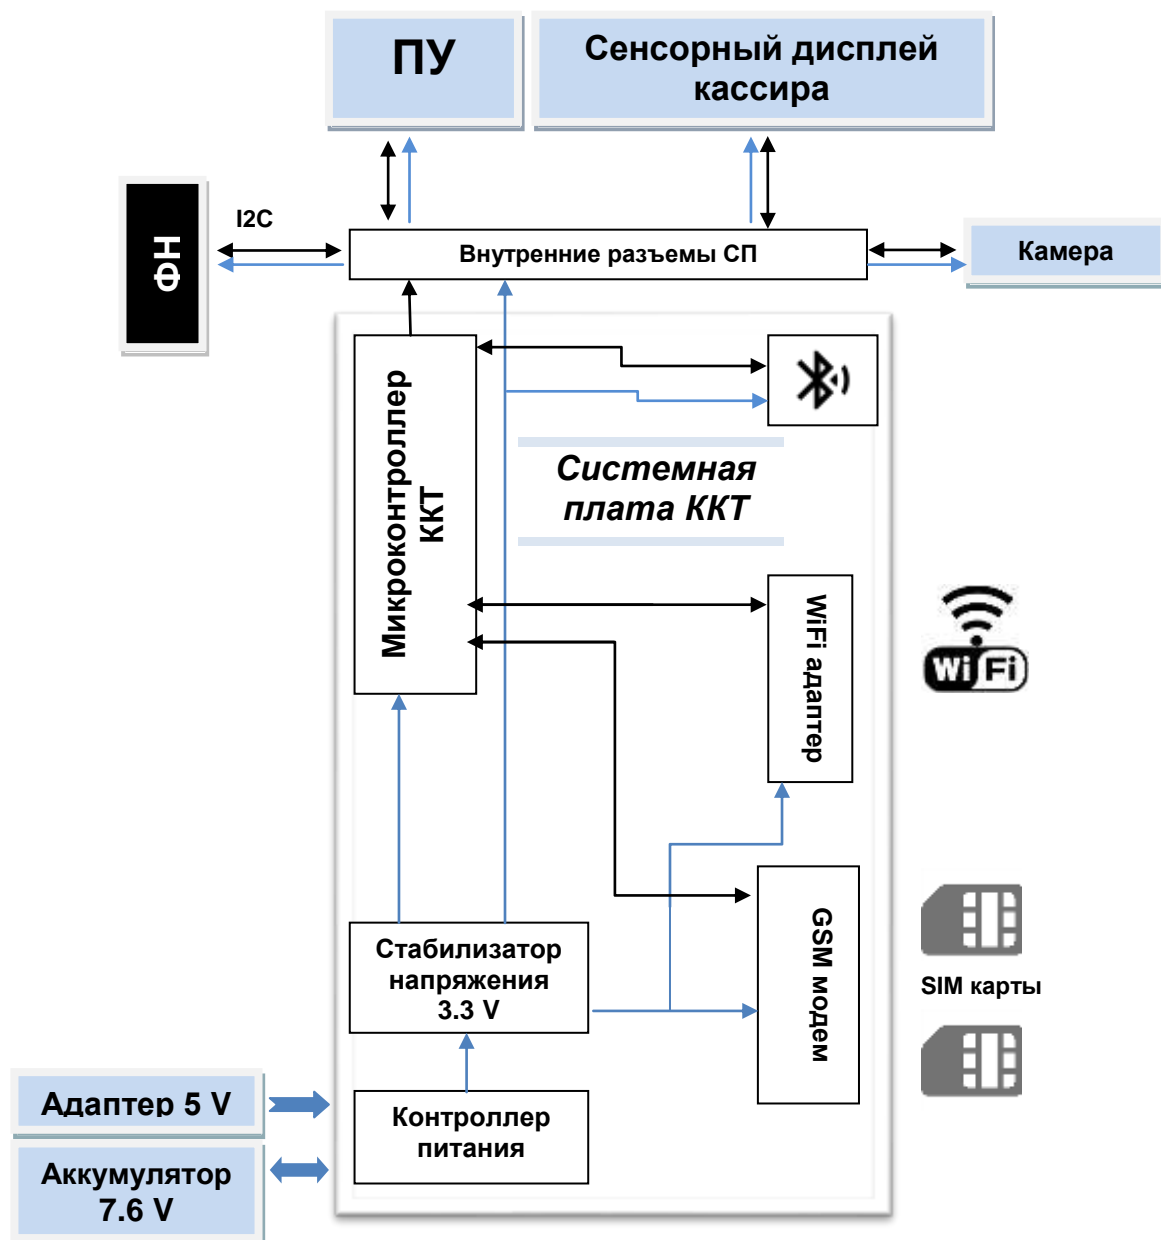 ПУ
Сенсорный дисплей
кассира
ФН
I2C
Внутренние разъемы СП
Камера
Микроконтроллер
ККТ
Системная
плата ККТ
WiFi адаптер
Wi Fi
GSM модем
SIM карты
Стабилизатор
напряжения
3.3 V
Адаптер 5 V
Контроллер
питания
Аккумулятор
7.6 V